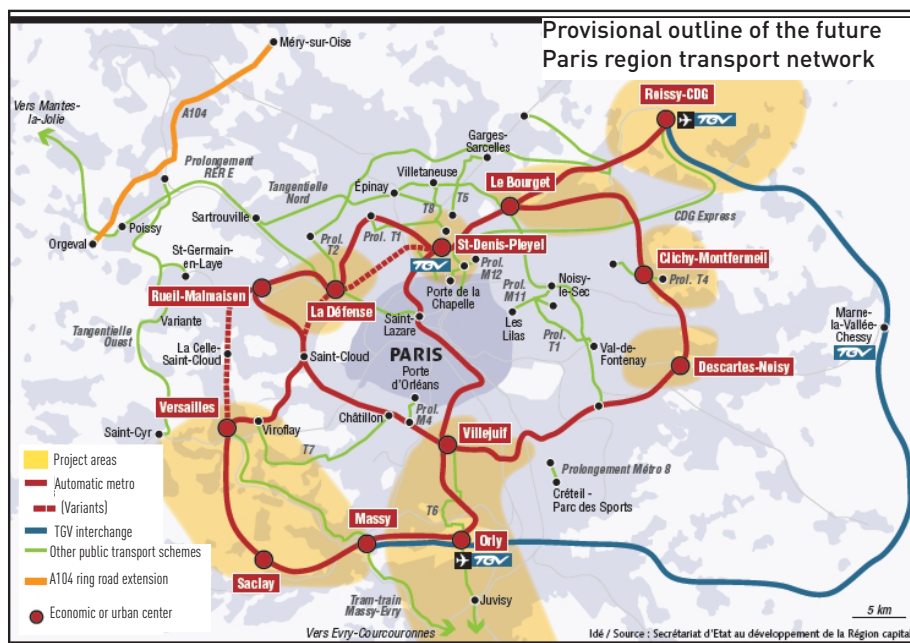 Provisional outline of the future
Paris region transport network
Méry-sur-Oise
Roissy-CDG
TGV
Vers Mantes-
la-Jolie
A104
Garges-
Sarcelles
Prolongement
RER E
Villetaneuse
Tangentielle
Nord
Épinay
T5
Le Bourget
T8
Sartrouville
CDG Express
Poissy
Orgeval
Prol. T1
St-Denis-Pleyel
TGV
Prol.
T2
St-Germain-
en-Laye
Prol.
M12
Clichy-Montfermeil
Prol. T4
Rueil-Malmaison
La Défense
Porte de la
Chapelle
Prol.
M11
Noisy-
le-Sec
Variante
Saint-
Lazare
Les
Lilas
Prol.
T1
Marne-
la-Vallée-
Chessy
TGV
Tangentielle
Ouest
La Celle-
Saint-Cloud
Saint-Cloud
PARIS
Porte
d'Orléans
Val-de-
Fontenay
Descartes-Noisy
Versailles
Châtillon
Prol.
M4
Saint-Cyr
Viroflay
T7
Villejuif
Prolongement Métro 8
Créteil -
Parc des Sports
Project areas
Automatic metro
(Variants)
TGV interchange
Other public transport schemes
A104 ring road extension
Economic or urban center
T6
Massy
Orly
TGV
Saclay
Tram-train
Massy-Evry
Juvisy
Vers Evry-Courcouronnes
5 km
Idé / Source : Secrétariat d'Etat au développement de la Région capital